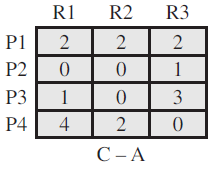 R1 R2 R3
P1 2 2 2
P2 0 0 1
P3 1 0 3
P4 4 2 0
C – A